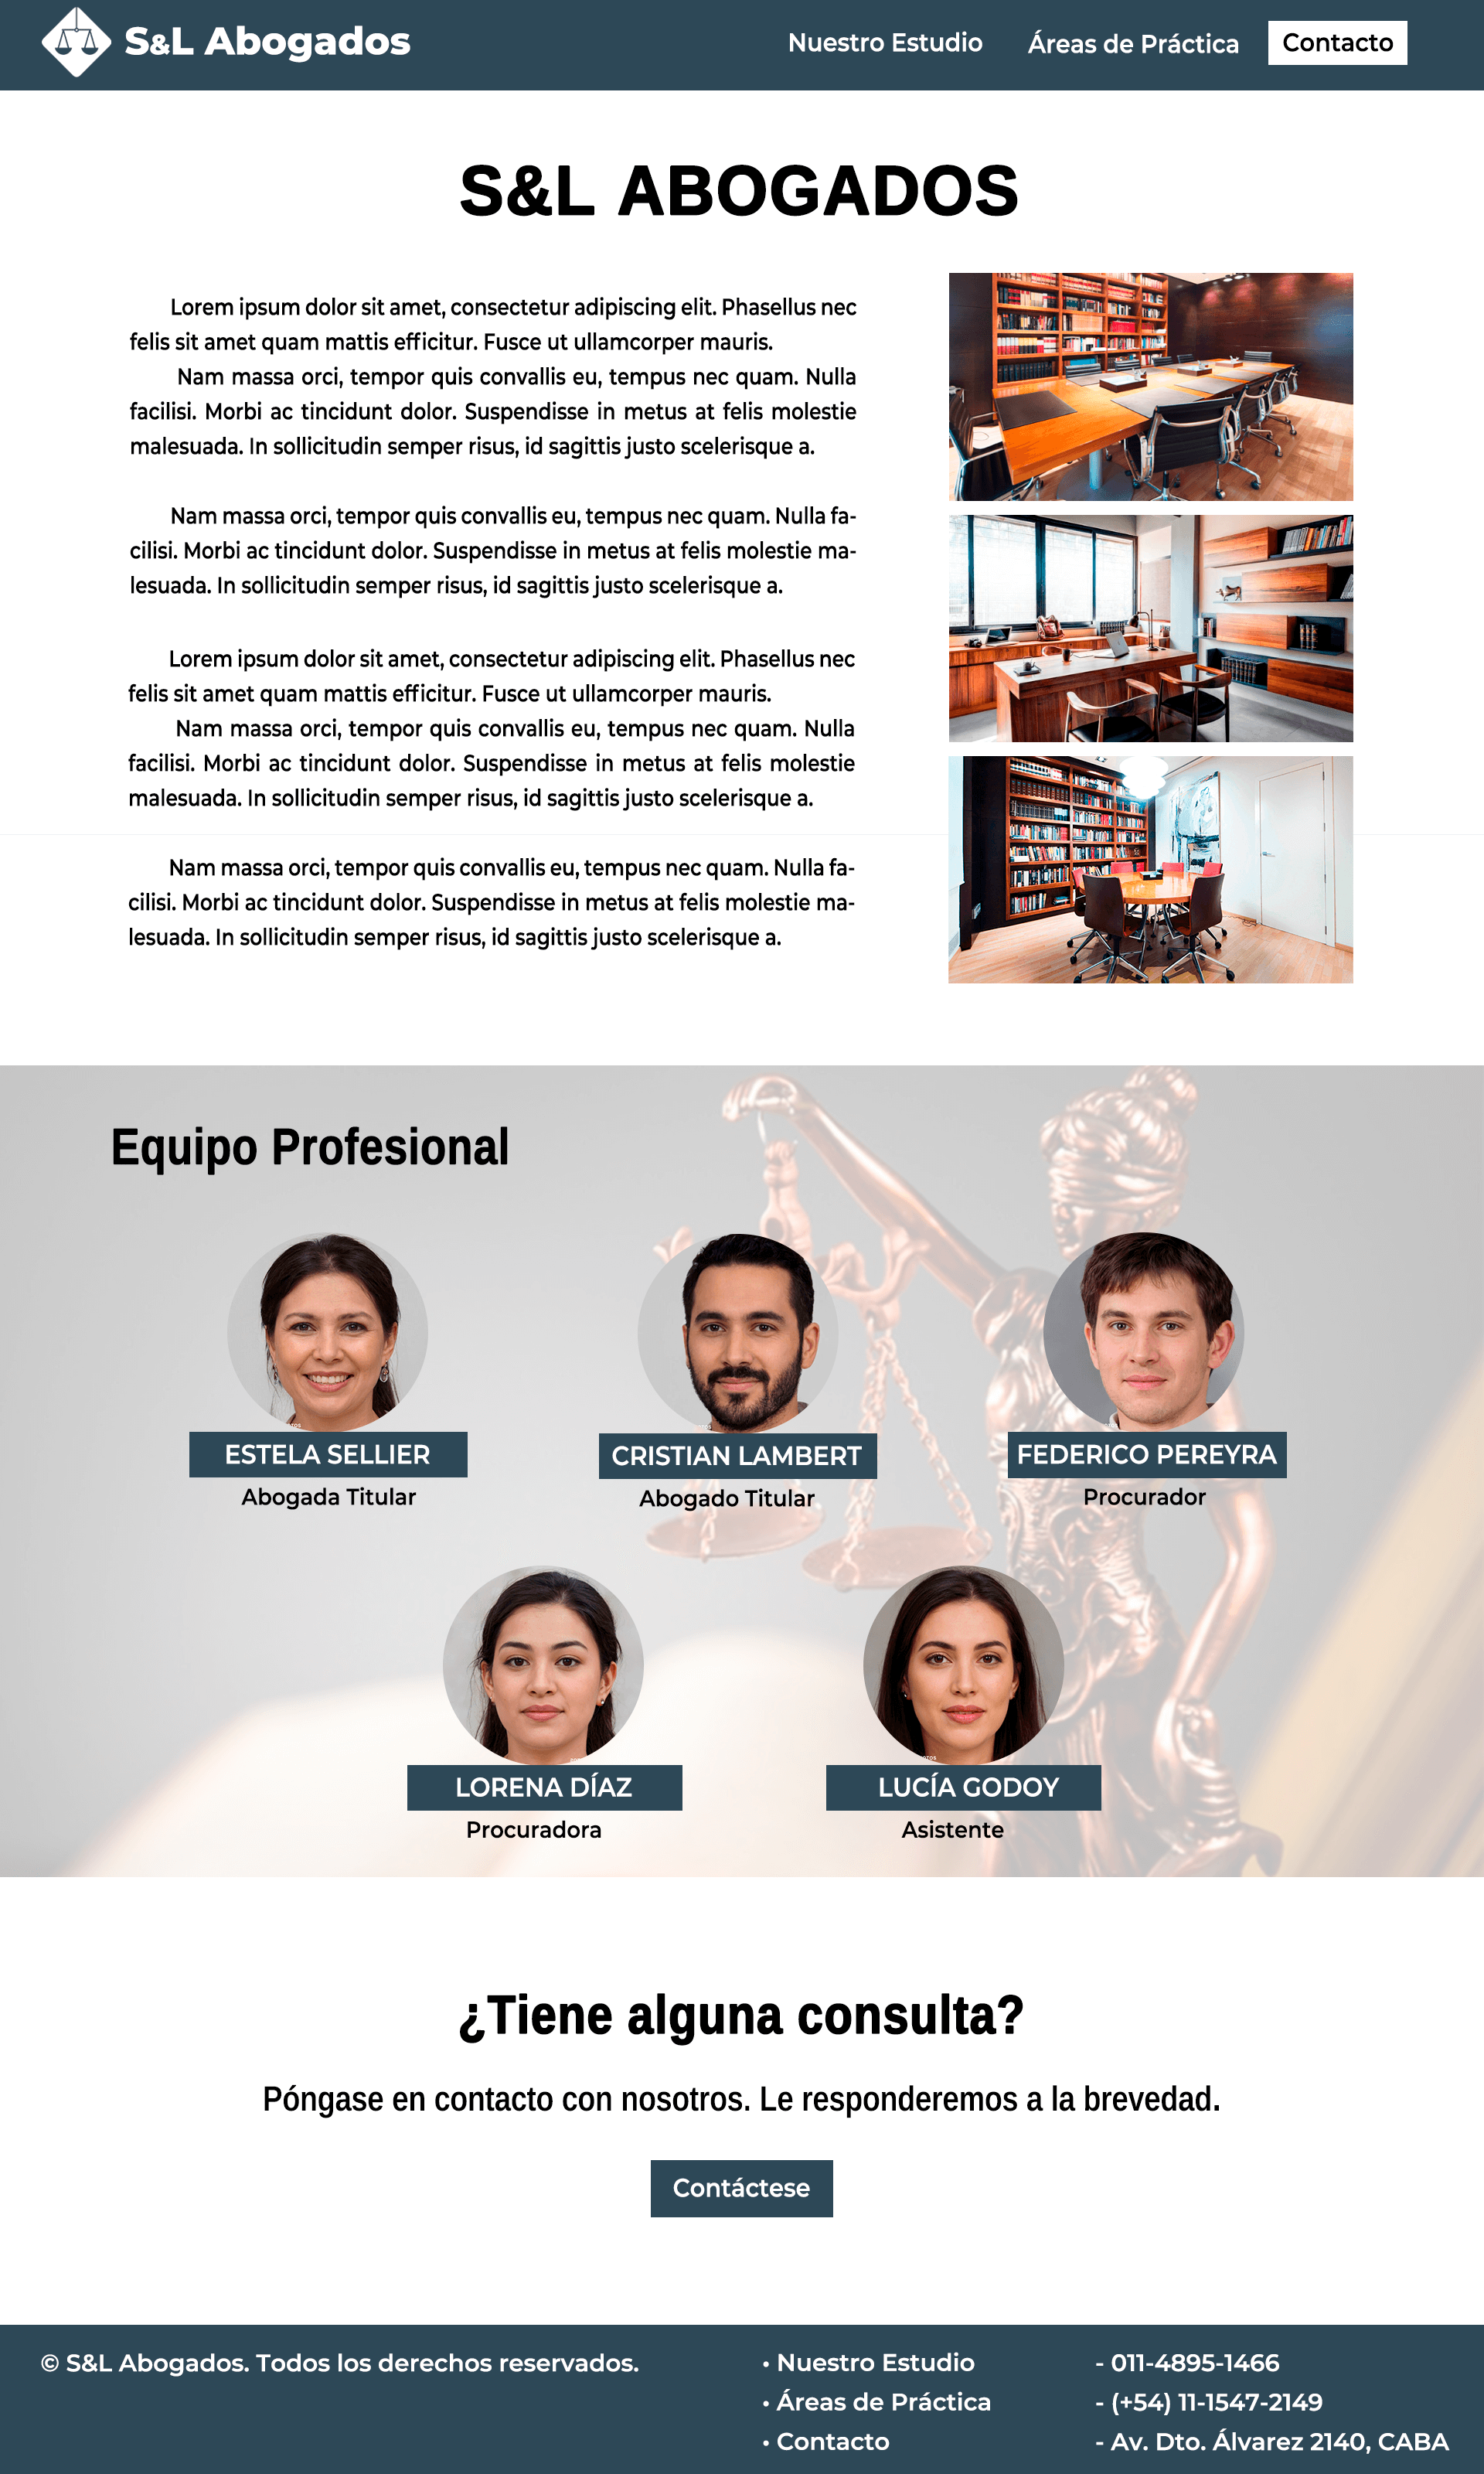 S&L Abogados
Nuestro Estudio
Áreas de Práctica
Contacto
S&L ABOGADOS
Lorem ipsum dolor sit amet, consectetur adipiscing elit. Phasellus nec
felis sit amet quam mattis efficitur. Fusce ut ullamcorper mauris.
Nam massa orci, tempor quis convallis eu, tempus nec quam. Nulla
facilisi. Morbi ac tincidunt dolor. Suspendisse in metus at felis molestie
malesuada. In sollicitudin semper risus, id sagittis justo scelerisque a.
Nam massa orci, tempor quis convallis eu, tempus nec quam. Nulla fa-
cilisi. Morbi ac tincidunt dolor. Suspendisse in metus at felis molestie ma-
lesuada. In sollicitudin semper risus, id sagittis justo scelerisque a.
Lorem ipsum dolor sit amet, consectetur adipiscing elit. Phasellus nec
felis sit amet quam mattis efficitur. Fusce ut ullamcorper mauris.
Nam massa orci, tempor quis convallis eu, tempus nec quam. Nulla
facilisi. Morbi ac tincidunt dolor. Suspendisse in metus at felis molestie
malesuada. In sollicitudin semper risus, id sagittis justo scelerisque a.
Nam massa orci, tempor quis convallis eu, tempus nec quam. Nulla fa-
cilisi. Morbi ac tincidunt dolor. Suspendisse in metus at felis molestie ma-
lesuada. In sollicitudin semper risus, id sagittis justo scelerisque a.
Equipo Profesional
ESTELA SELLIER
Abogada Titular
CRISTIAN LAMBERT
Abogado Titular
FEDERICO PEREYRA
Procurador
LORENA DÍAZ
Procuradora
LUCÍA GODOY
Asistente
¿Tiene alguna consulta?
Póngase en contacto con nosotros. Le responderemos a la brevedad.
Contáctese
© S&L Abogados. Todos los derechos reservados.
• Nuestro Estudio
• Áreas de Práctica
• Contacto
- 011-4895-1466
- (+54) 11-1547-2149
- Av. Dto. Álvarez 2140, CABA